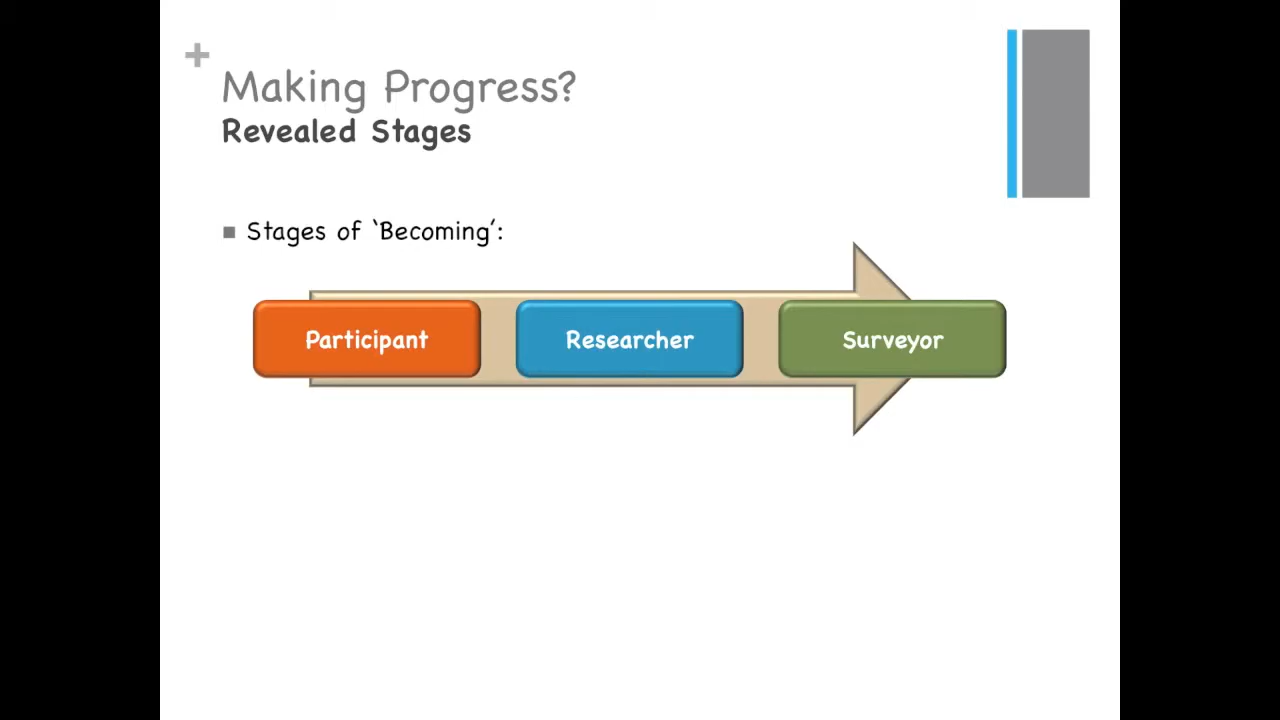 +
Making Progress?
Revealed Stages
Stages of ‘Becoming’:
Participant
Researcher
Surveyor